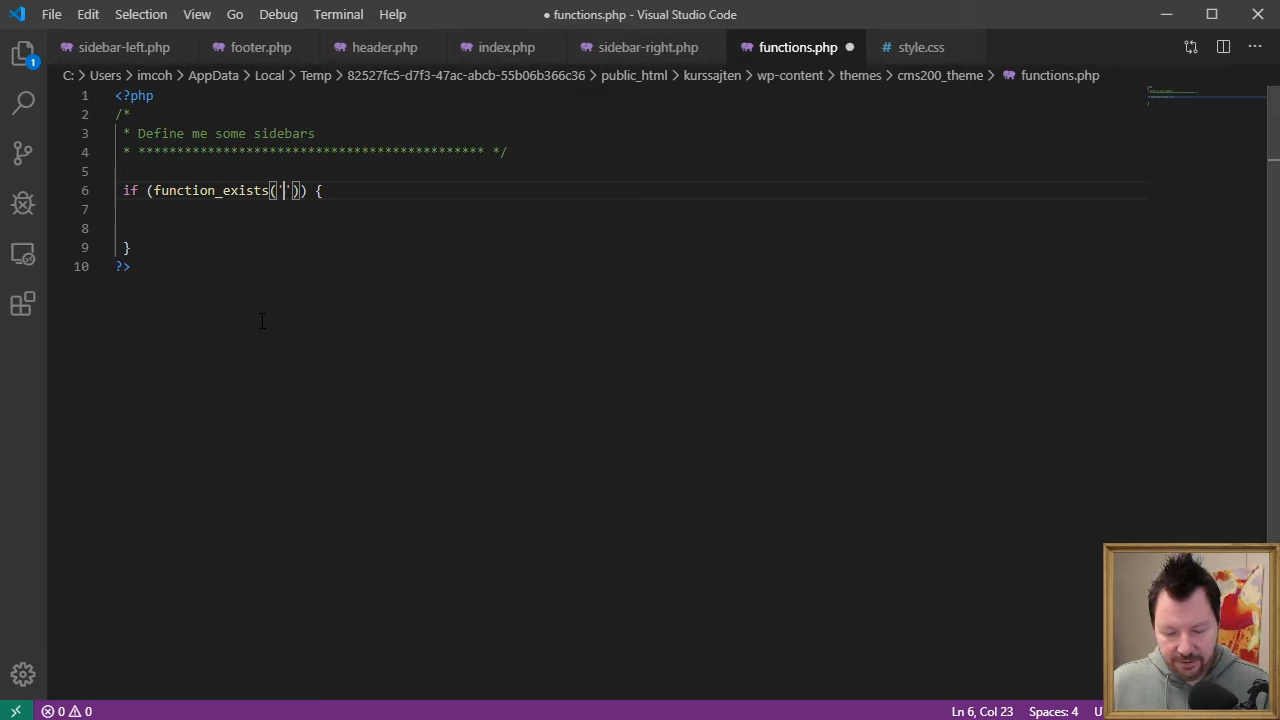 File Edit Selection View Go Debug Terminal Help
● functions.php - Visual Studio Code
sidebar-left.php footer.php header.php index.php sidebar-right.php functions.php # style.css
C: > Users > imcoh > AppData > Local > Temp > 82527fc5-d7f3-47ac-abcb-55b06b366c36 > public_html > kurssajten > wp-content > themes > cms200_theme > functions.php
1
1 <?php
2 /*
3 * Define me some sidebars
4 * ********************************************* */
5
6 if (function_exists('')) {
7
8
9 }
10 ?>
0 0
Ln 6, Col 23 Spaces: 4